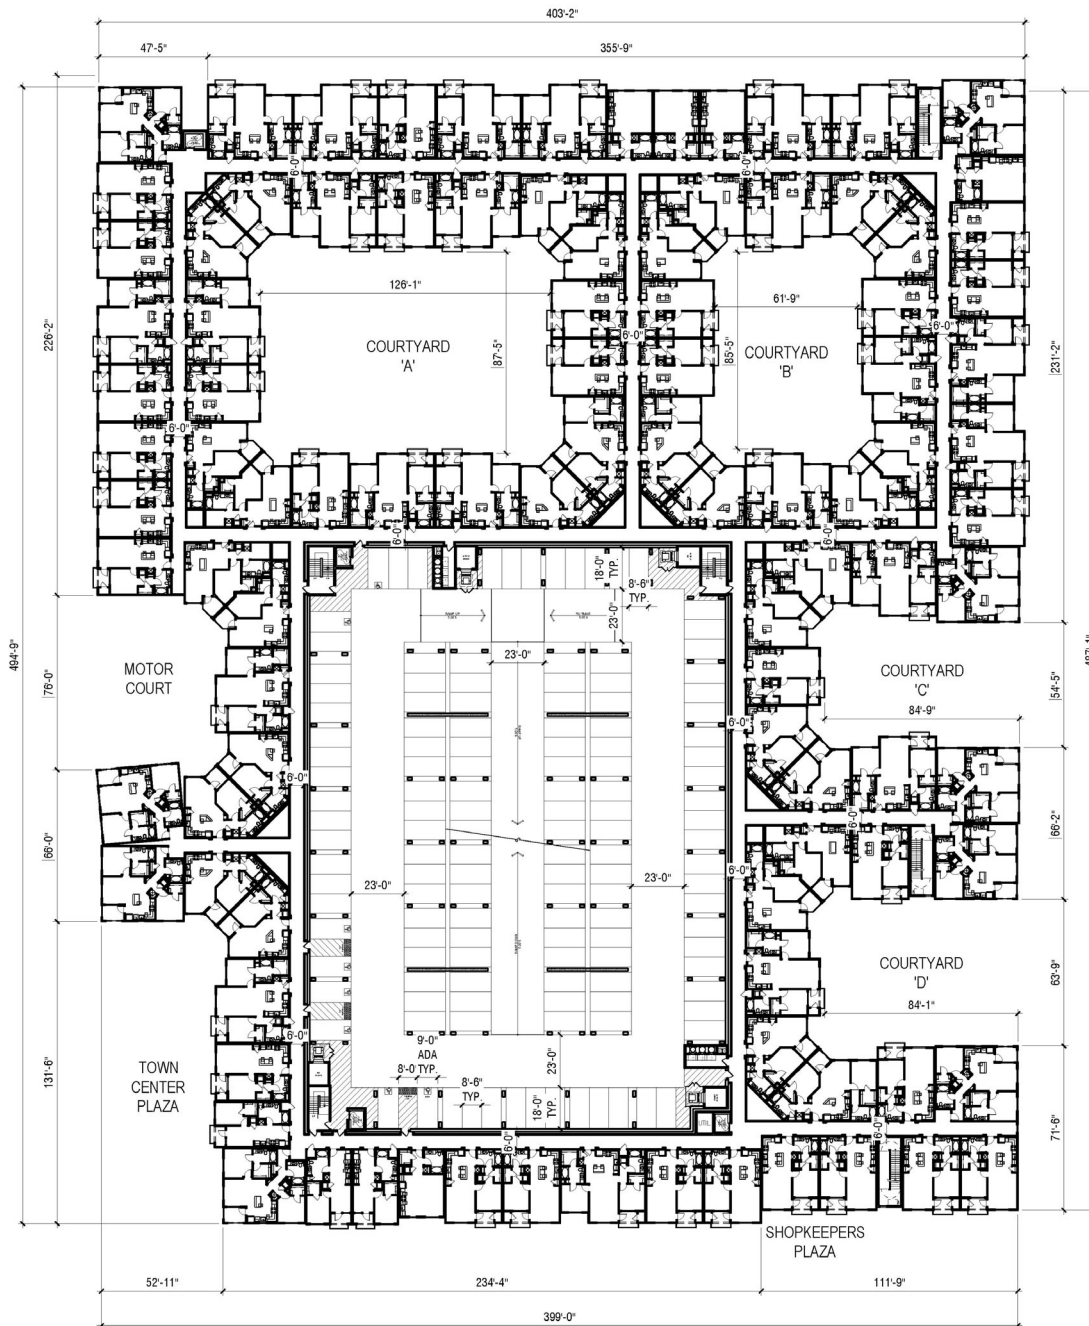 403'-2"
47'-5"
355'-9"
6'-0"
6'-0"
126'-1"
61'-9"
226'-2"
COURTYARD
'A'
87'-5"
6'-0"
85'-5"
COURTYARD
'B'
6'-0"
231'-2"
6'-0"
6'-0"
6'-0"
18'-0"
TYP.
8'-6"
TYP.
23'-0"
23'-0"
494'-9"
76'-0"
MOTOR
COURT
COURTYARD
'C'
54'-5"
487'-1"
84'-9"
6'-0"
6'-0"
66'-0"
6'-0"
66'-2"
6'-0"
23'-0"
23'-0"
COURTYARD
'D'
63'-9"
84'-1"
6'-0"
9'-0"
ADA
TYP.
8'-0"
8'-6"
TYP.
23'-0"
18'-0"
TYP.
131'-6"
TOWN
CENTER
PLAZA
UTIL.
6'-0"
6'-0"
71'-6"
SHOPKEEPERS
PLAZA
52'-11"
234'-4"
111'-9"
399'-0"